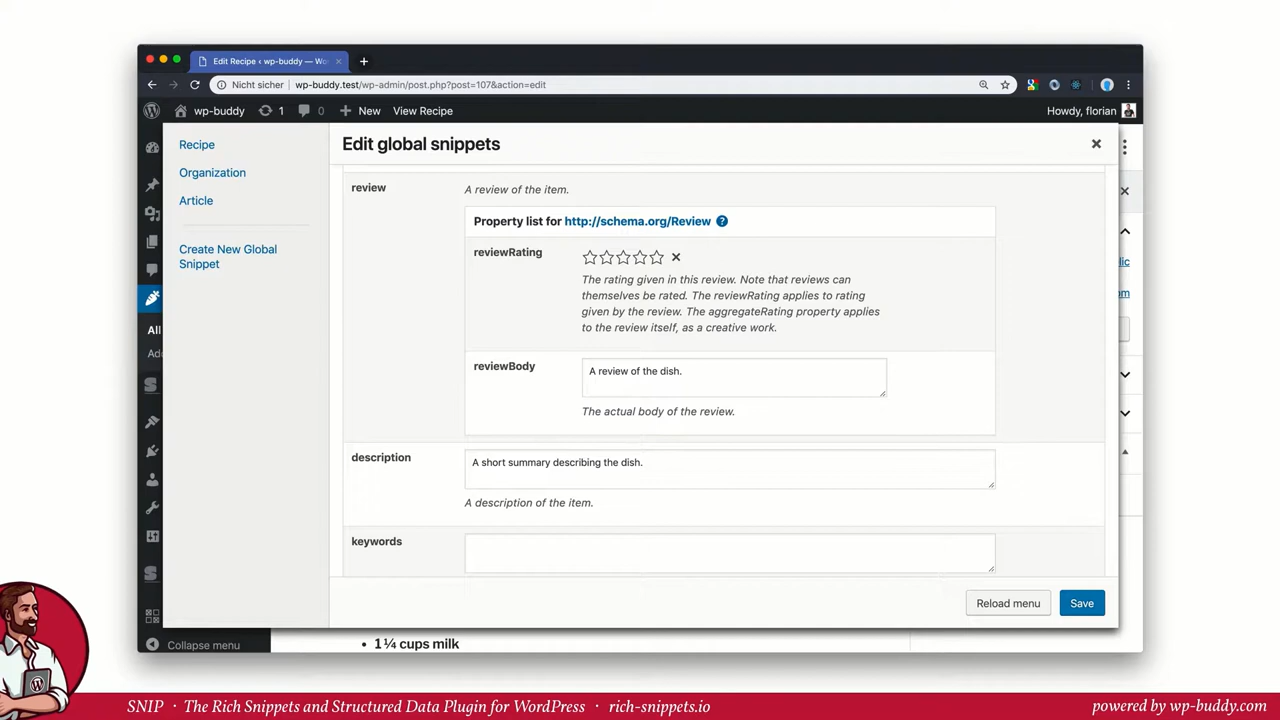 Edit Recipe ‹ wp-buddy — Wo
Nicht sicher wp-buddy.test/wp-admin/post.php?post=107&action=edit
wp-buddy 1 0 New View Recipe Howdy, florian
Recipe
Organization
Article
Create New Global
Snippet
Edit global snippets
review
A review of the item.
Property list for http://schema.org/Review
reviewRating
The rating given in this review. Note that reviews can
themselves be rated. The reviewRating applies to rating
given by the review. The aggregateRating property applies
to the review itself, as a creative work.
reviewBody
A review of the dish.
The actual body of the review.
description
A short summary describing the dish.
A description of the item.
keywords
Reload menu
Save
All
Ad
lic
om
Collapse menu
• 1 ¼ cups milk
SNIP · The Rich Snippets and Structured Data Plugin for WordPress · rich-snippets.io
powered by wp-buddy.com